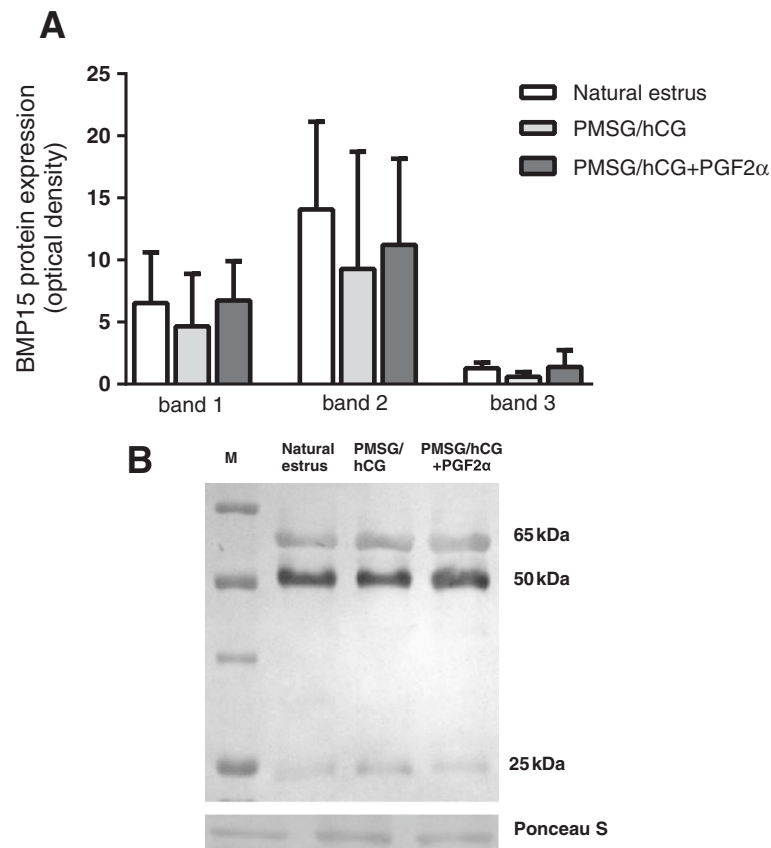 A
BMP15 protein expression
(optical density)
25
20
15
10
5
0
band 1
band 2
band 3
Natural estrus
PMSG/hCG
PMSG/hCG+PGF2α
B
M
Natural
estrus
PMSG/
hCG
PMSG/hCG
+PGF2α
65 kDa
50 kDa
25 kDa
Ponceau S